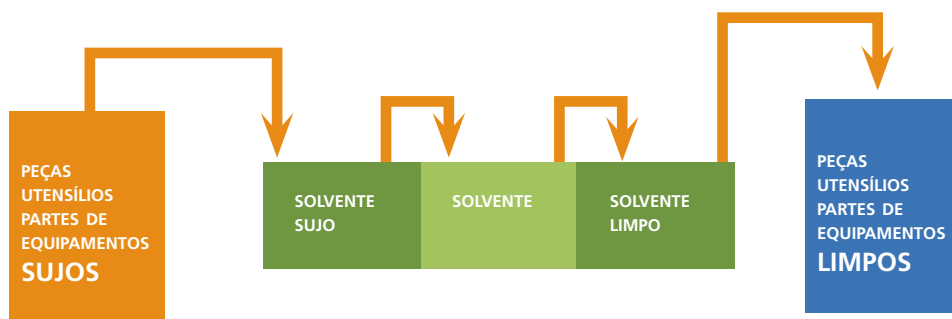 PEÇAS
UTENSÍLIOS
PARTES DE
EQUIPAMENTOS
SUJOS
SOLVENTE
SUJO
SOLVENTE
SOLVENTE
LIMPO
PEÇAS
UTENSÍLIOS
PARTES DE
EQUIPAMENTOS
LIMPOS